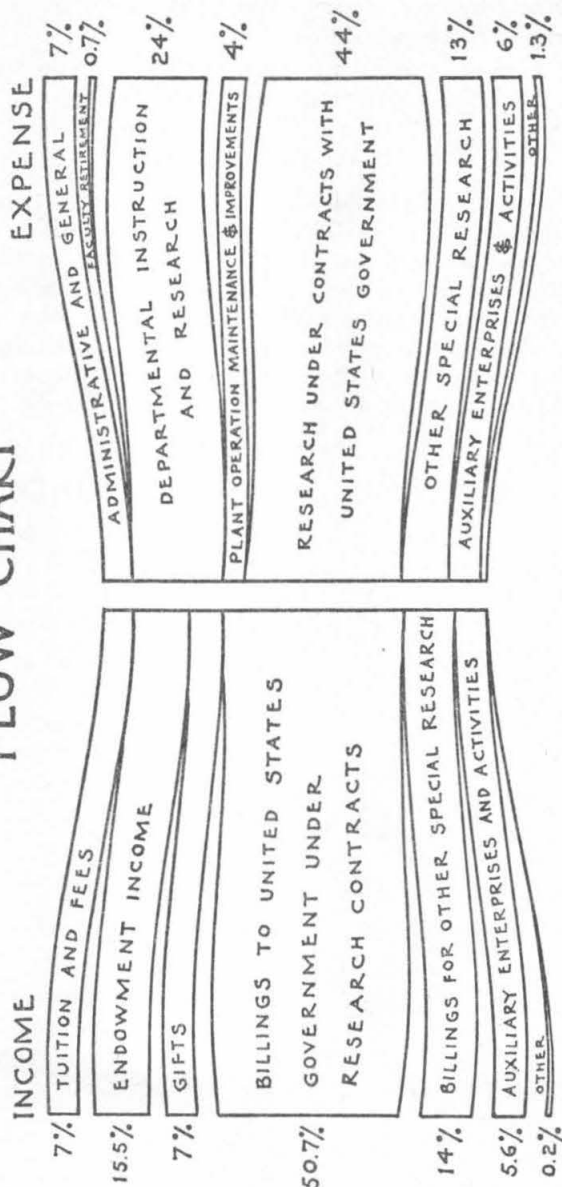 FLOW CHART
INCOME
7% TUITION AND FEES
15.5% ENDOWMENT INCOME
7% GIFTS
50.7% BILLINGS TO UNITED STATES
GOVERNMENT UNDER
RESEARCH CONTRACTS
14% BILLINGS FOR OTHER SPECIAL RESEARCH
5.6% AUXILIARY ENTERPRISES AND ACTIVITIES
0.2% OTHER
EXPENSE
ADMINISTRATIVE AND GENERAL 7%
FACULTY RETIREMENT 0.7%
DEPARTMENTAL INSTRUCTION
AND RESEARCH 24%
PLANT OPERATION MAINTENANCE & IMPROVEMENTS 4%
RESEARCH UNDER CONTRACTS WITH
UNITED STATES GOVERNMENT 44%
OTHER SPECIAL RESEARCH 13%
AUXILIARY ENTERPRISES & ACTIVITIES 6%
OTHER 1.3%